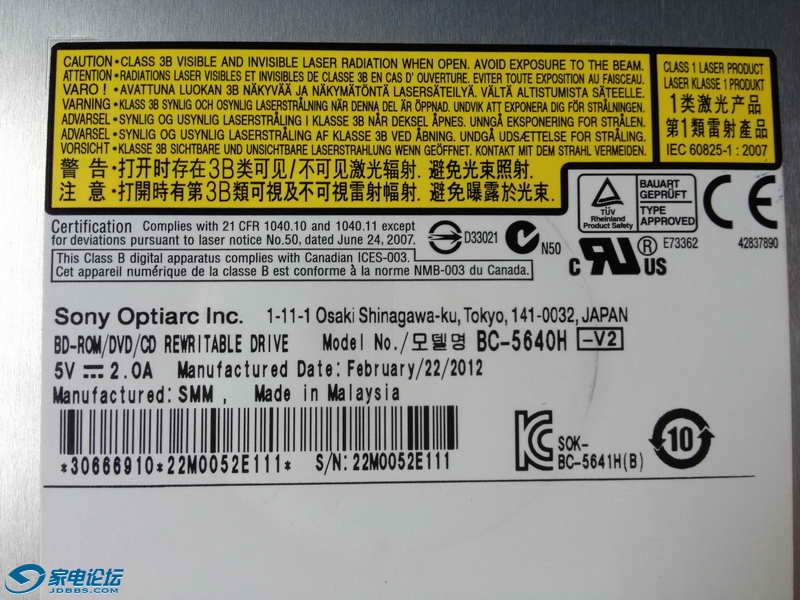 CAUTION・CLASS 3B VISIBLE AND INVISIBLE LASER RADIATION WHEN OPEN. AVOID EXPOSURE TO THE BEAM.
ATTENTION・RADIATIONS LASER VISIBLES ET INVISIBLES DE CLASSE 3B EN CAS D' OUVERTURE. EVITER TOUTE EXPOSITION AU FAISCEAU.
VARO !・AVATTUNA LUOKAN 3B NÄKYVÄÄ JA NÄKYMÄTÖNTÄ LASERSÄTEILYÄ. VÄLTÄ ALTISTUMISTA SÄTEELLE.
VARNING・KLASS 3B SYNLIG OCH OSYNLIG LASERSTRÅLNING NÄR DENNA DEL ÄR ÖPPNAD. UNDVIK ATT EXPONERA DIG FÖR STRÅLNINGEN.
ADVARSEL・SYNLIG OG USYNLIG LASERSTRÅLING I KLASSE 3B NÅR DEKSEL ÅPNES. UNNGÅ EKSPONERING FOR STRÅLEN.
ADVARSEL・SYNLIG OG USYNLIG LASERSTRÅLING AF KLASSE 3B VED ÅBNING. UNDGÅ UDSÆTTELSE FOR STRÅLING.
VORSICHT・KLASSE 3B SICHTBARE UND UNSICHTBARE LASERSTRAHLUNG WENN GEÖFFNET. KONTAKT MIT DEM STRAHL VERMEIDEN.
警 告・打开时存在3B类可见/不可见激光辐射. 避免光束照射.
注 意・打開時有第3B類可視及不可視雷射幅射. 避免曝露於光束.
CLASS 1 LASER PRODUCT
LASER KLASSE 1 PRODUKT
1类激光产品
第1類雷射產品
IEC 60825-1 : 2007
Certification Complies with 21 CFR 1040.10 and 1040.11 except
for deviations pursuant to laser notice No.50, dated June 24, 2007.
This Class B digital apparatus complies with Canadian ICES-003.
Cet appareil numérique de la classe B est conforme à la norme NMB-003 du Canada.
D33021
N50
TÜV
Rheinland
Product Safety
BAUART
GEPRÜFT
TYPE
APPROVED
CE
c RU US
® E73362
42837890
Sony Optiarc Inc. 1-11-1 Osaki Shinagawa-ku, Tokyo, 141-0032, JAPAN
BD-ROM/DVD/CD REWRITABLE DRIVE Model No./모델명 BC-5640H -V2
5V ⎓ 2.0A Manufactured Date: February/22/2012
Manufactured: SMM , Made in Malaysia
*30666910*22M0052E111* S/N: 22M0052E111
SOK-
BC-5641H(B)
10
家电论坛
JDBBS.COM